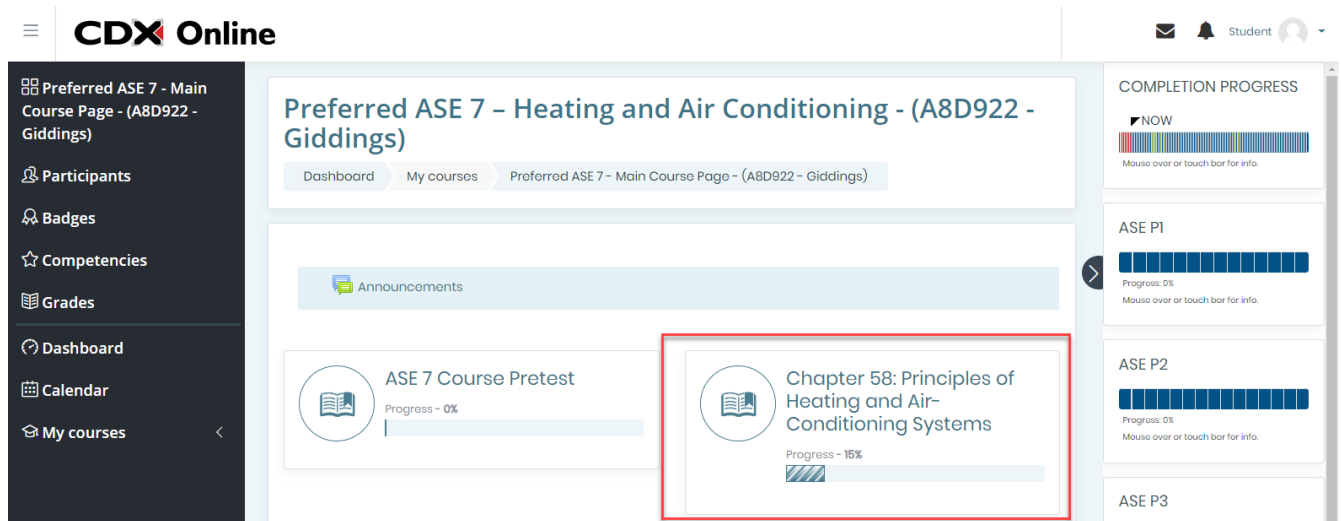 CDX Online
Student
Preferred ASE 7 - Main
Course Page - (A8D922 -
Giddings)
Participants
Badges
Competencies
Grades
Dashboard
Calendar
My courses
Preferred ASE 7 – Heating and Air Conditioning - (A8D922 -
Giddings)
Dashboard
My courses
Preferred ASE 7 - Main Course Page - (A8D922 - Giddings)
Announcements
ASE 7 Course Pretest
Progress - 0%
Chapter 58: Principles of
Heating and Air-
Conditioning Systems
Progress - 15%
COMPLETION PROGRESS
NOW
Mouse over or touch bar for info.
ASE P1
Progress: 0%
Mouse over or touch bar for info.
ASE P2
Progress: 0%
Mouse over or touch bar for info.
ASE P3